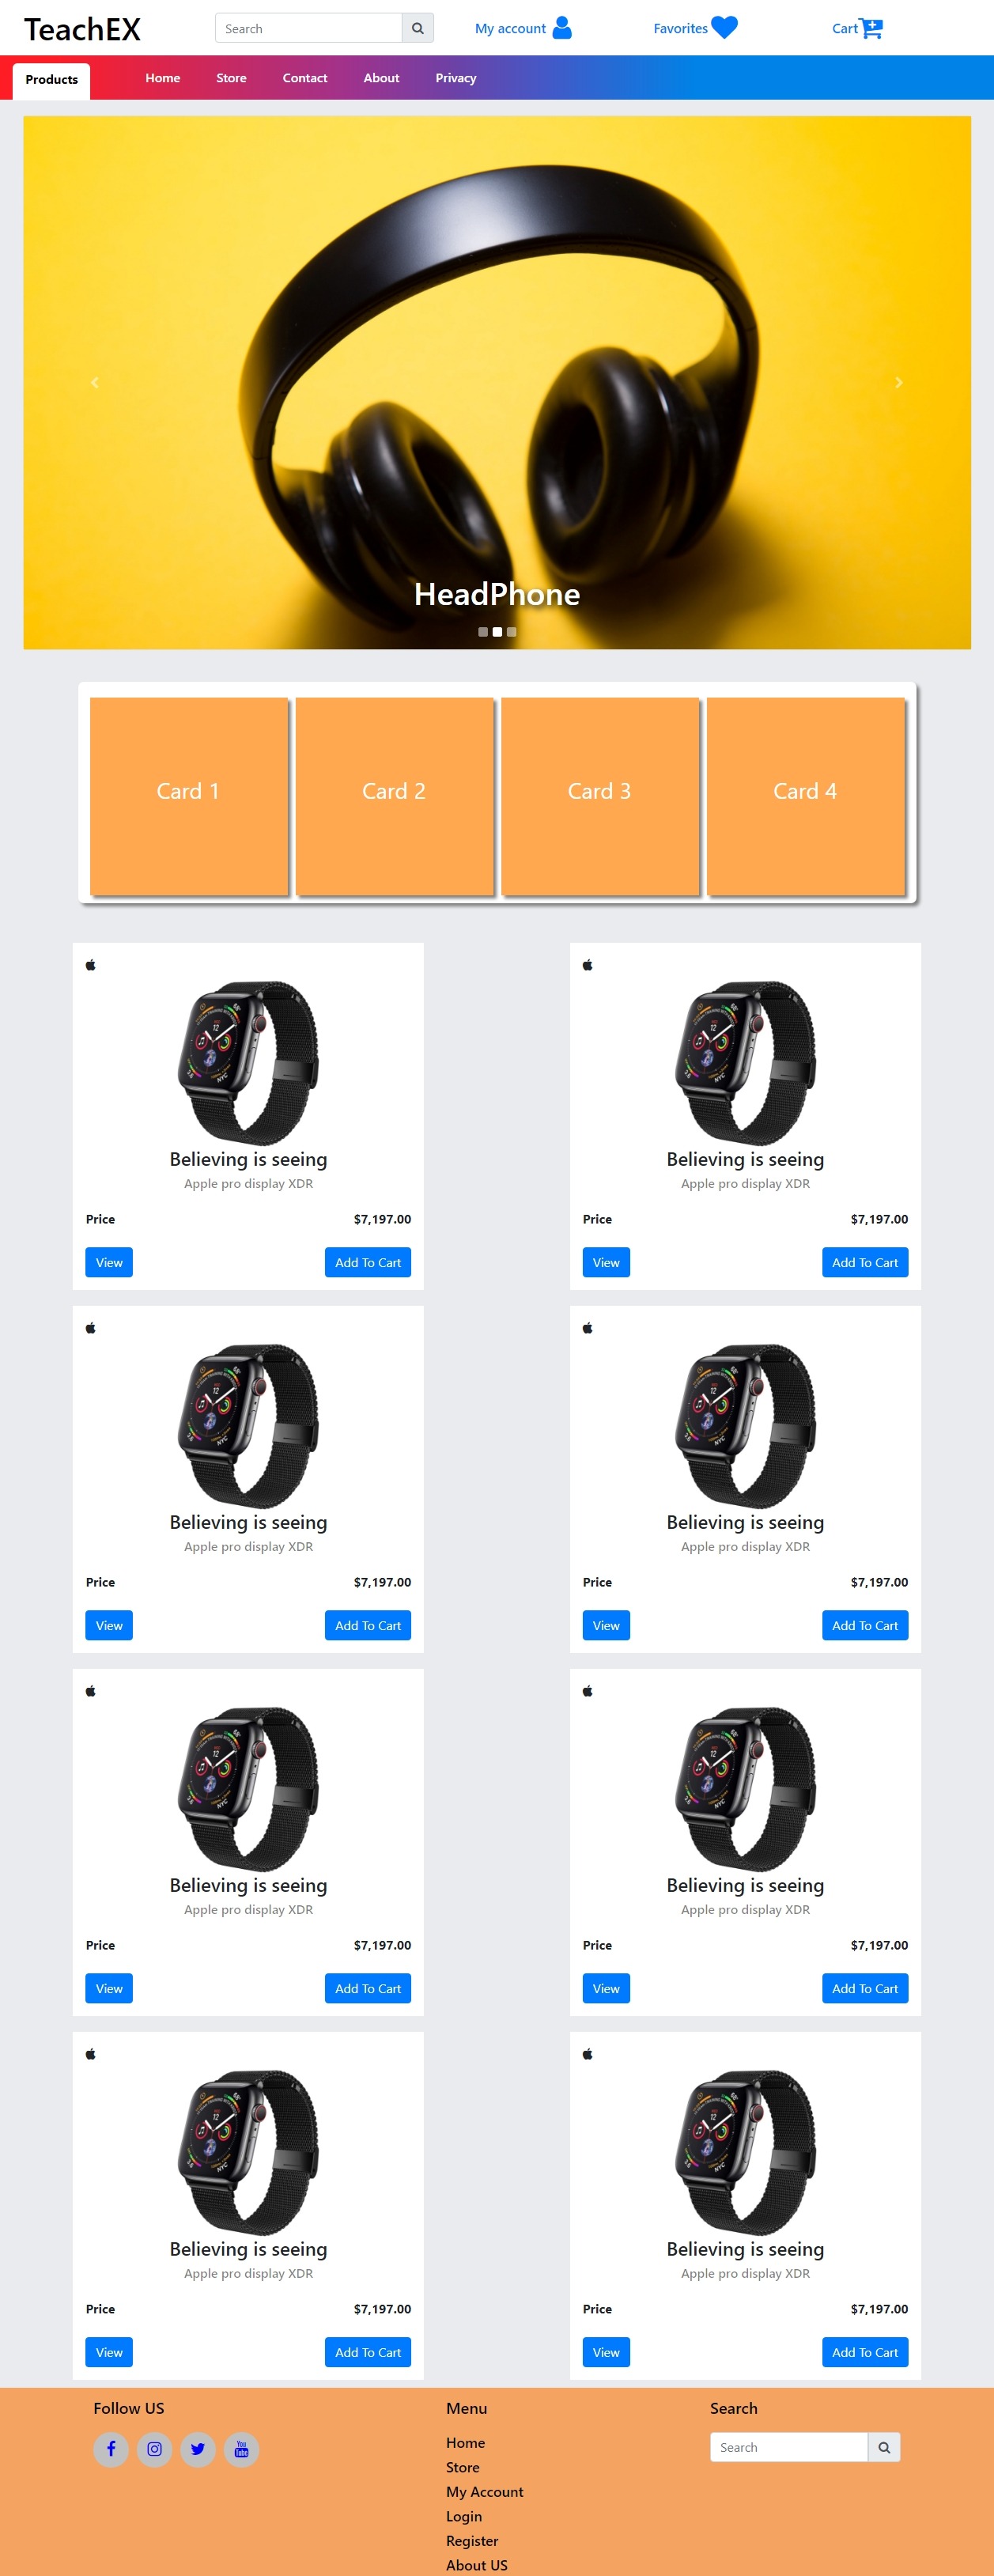 TeachEX
Search
My account
Favorites
Cart
Products
Home
Store
Contact
About
Privacy
HeadPhone
Card 1
Card 2
Card 3
Card 4
Believing is seeing
Apple pro display XDR
Price $7,197.00
View Add To Cart
Believing is seeing
Apple pro display XDR
Price $7,197.00
View Add To Cart
Believing is seeing
Apple pro display XDR
Price $7,197.00
View Add To Cart
Believing is seeing
Apple pro display XDR
Price $7,197.00
View Add To Cart
Believing is seeing
Apple pro display XDR
Price $7,197.00
View Add To Cart
Believing is seeing
Apple pro display XDR
Price $7,197.00
View Add To Cart
Believing is seeing
Apple pro display XDR
Price $7,197.00
View Add To Cart
Believing is seeing
Apple pro display XDR
Price $7,197.00
View Add To Cart
Follow US
You
Tube
Menu
Home
Store
My Account
Login
Register
About US
Search
Search